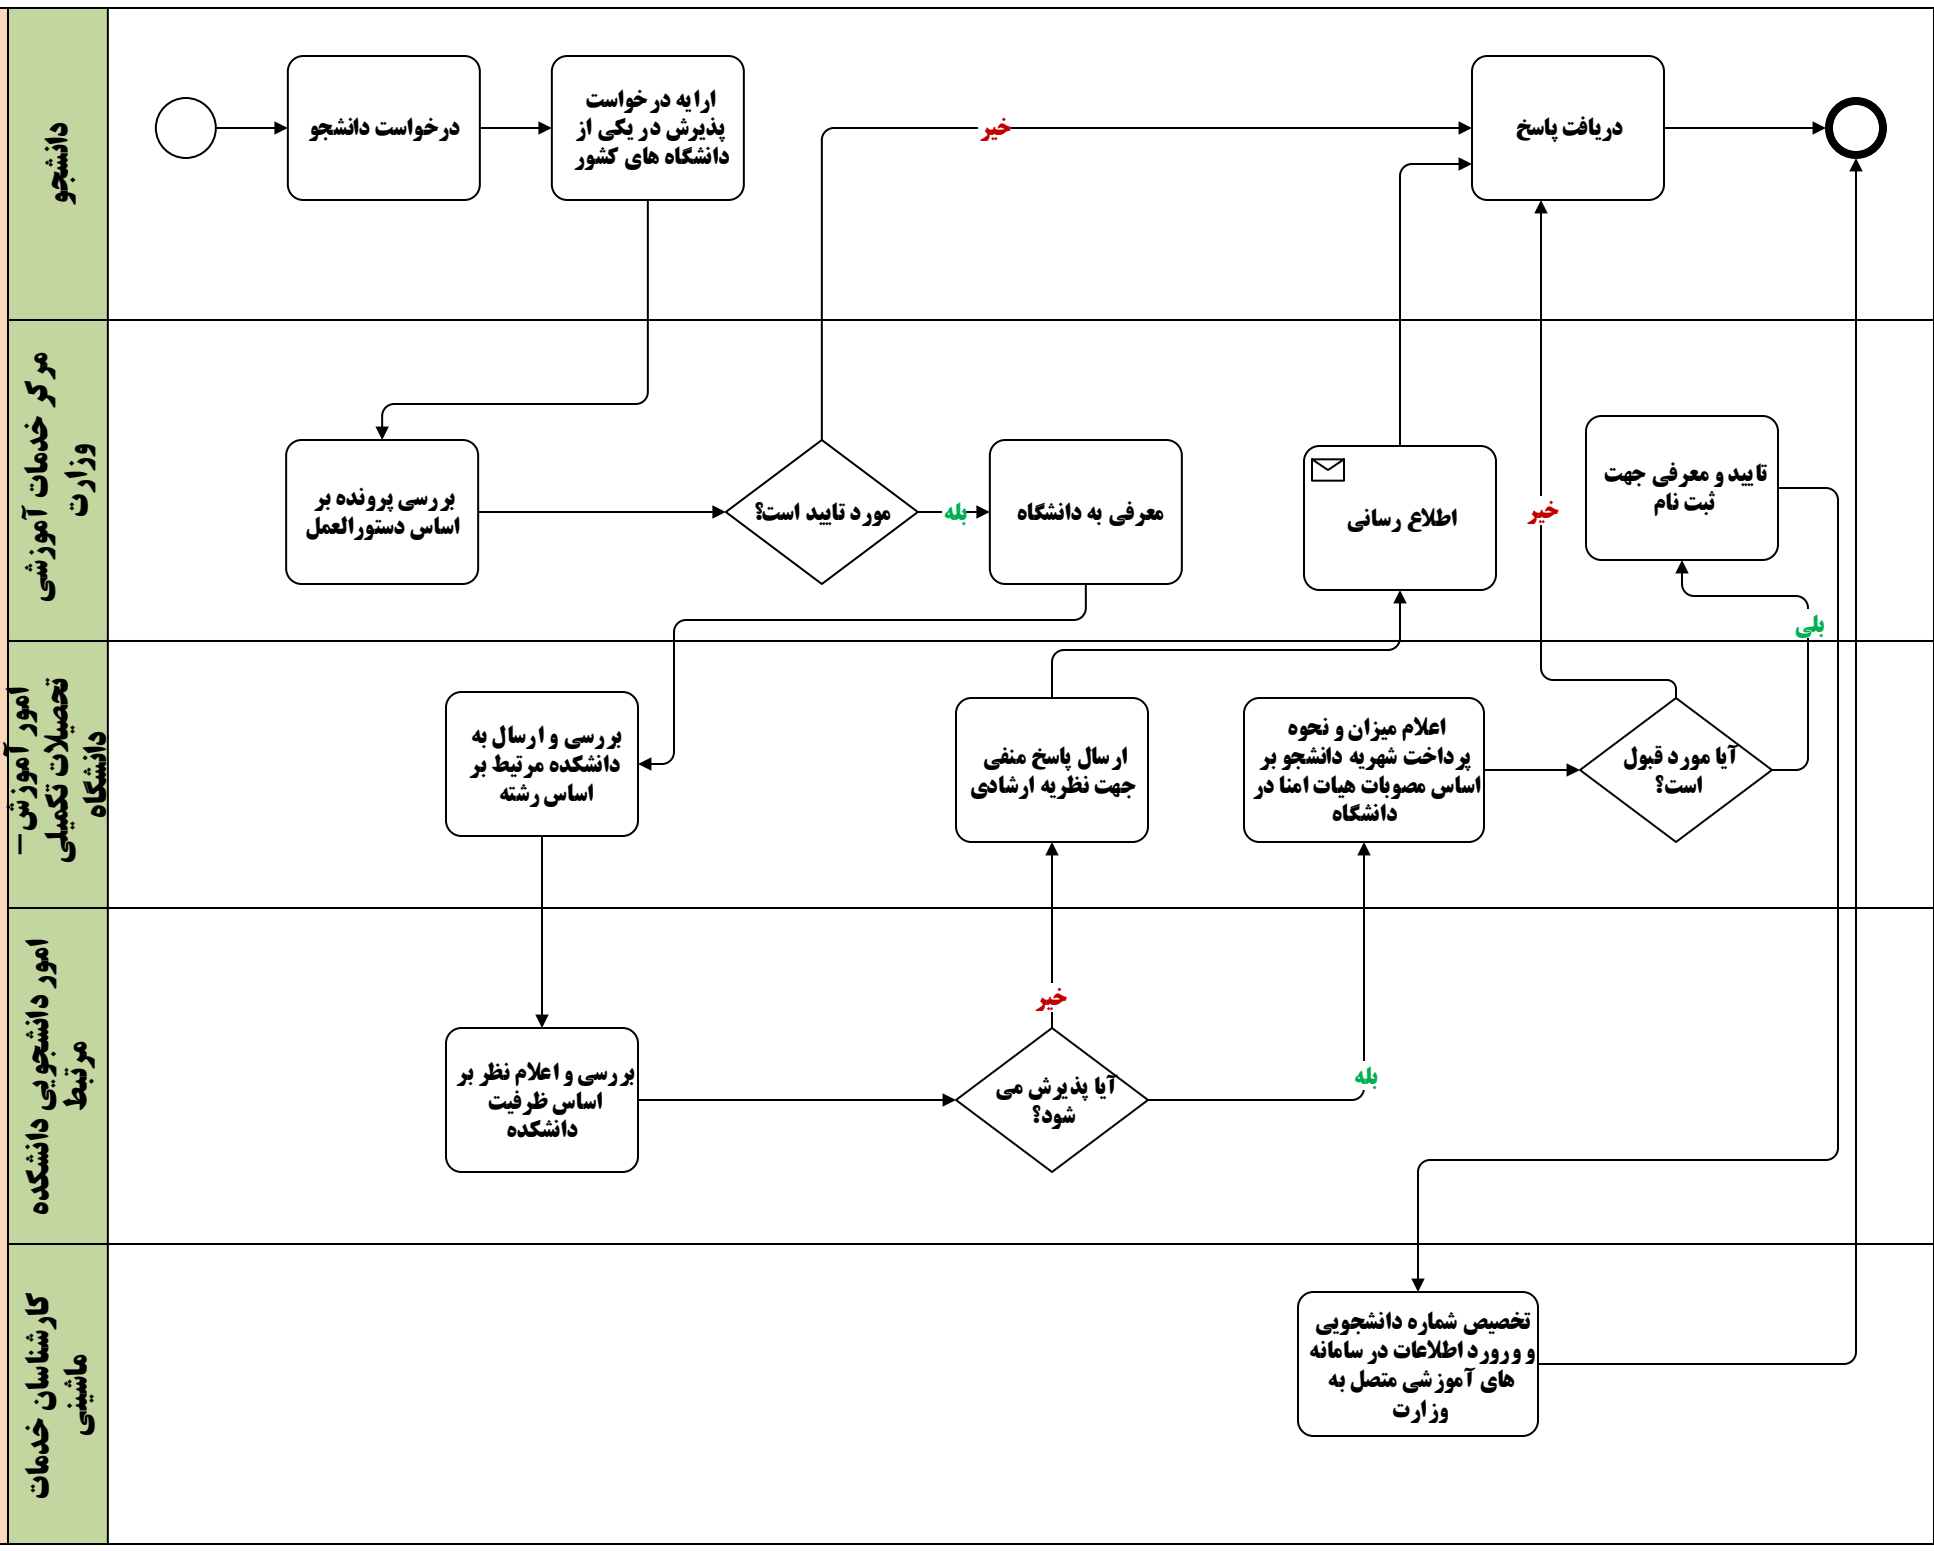 دانشجو
درخواست دانشجو
ارایه درخواست
پذیرش در یکی از
دانشگاه های کشور
خیر
دریافت پاسخ
مرکز خدمات آموزشی
وزارت
بررسی پرونده بر
اساس دستورالعمل
مورد تایید است؟
بله
معرفی به دانشگاه
اطلاع رسانی
خیر
تایید و معرفی جهت
ثبت نام
بلی
امور آموزش–
تحصیلات تکمیلی
دانشگاه
بررسی و ارسال به
دانشکده مرتیط بر
اساس رشته
ارسال پاسخ منفی
جهت نظریه ارشادی
اعلام میزان و نحوه
پرداخت شهریه دانشجو بر
اساس مصوبات هیات امنا در
دانشگاه
آیا مورد قبول
است؟
امور دانشجویی دانشکده
مرتبط
بررسی و اعلام نظر بر
اساس ظرفیت
دانشکده
خیر
آیا پذیرش می
شود؟
بله
کارشناسان خدمات
ماشینی
تخصیص شماره دانشجویی
و ورورد اطلاعات در سامانه
های آموزشی متصل به
وزارت